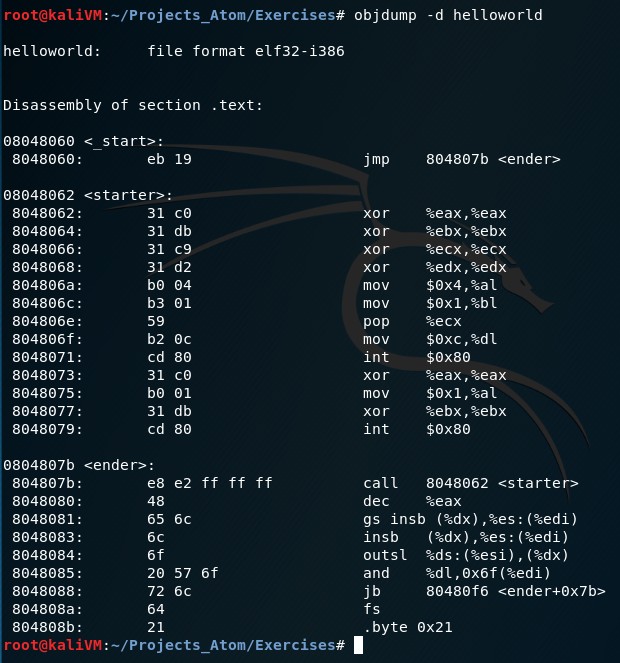 root@kaliVM:~/Projects_Atom/Exercises# objdump -d helloworld
helloworld:     file format elf32-i386
Disassembly of section .text:
08048060 <_start>:
 8048060:       eb 19                   jmp    804807b <ender>
08048062 <starter>:
 8048062:       31 c0                   xor    %eax,%eax
 8048064:       31 db                   xor    %ebx,%ebx
 8048066:       31 c9                   xor    %ecx,%ecx
 8048068:       31 d2                   xor    %edx,%edx
 804806a:       b0 04                   mov    $0x4,%al
 804806c:       b3 01                   mov    $0x1,%bl
 804806e:       59                      pop    %ecx
 804806f:       b2 0c                   mov    $0xc,%dl
 8048071:       cd 80                   int    $0x80
 8048073:       31 c0                   xor    %eax,%eax
 8048075:       b0 01                   mov    $0x1,%al
 8048077:       31 db                   xor    %ebx,%ebx
 8048079:       cd 80                   int    $0x80
0804807b <ender>:
 804807b:       e8 e2 ff ff ff          call   8048062 <starter>
 8048080:       48                      dec    %eax
 8048081:       65 6c                   gs insb (%dx),%es:(%edi)
 8048083:       6c                      insb   (%dx),%es:(%edi)
 8048084:       6f                      outsl  %ds:(%esi),(%dx)
 8048085:       20 57 6f                and    %dl,0x6f(%edi)
 8048088:       72 6c                   jb     80480f6 <ender+0x7b>
 804808a:       64                      fs
 804808b:       21                      .byte 0x21
root@kaliVM:~/Projects_Atom/Exercises#